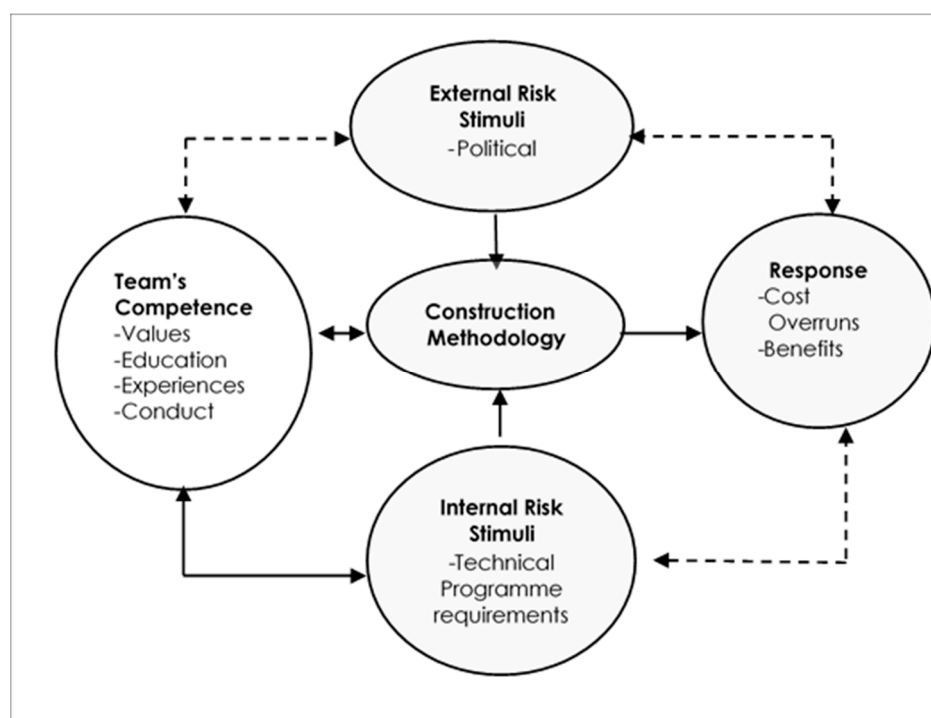 External Risk
Stimuli
-Political
Team's
Competence
-Values
-Education
-Experiences
-Conduct
Construction
Methodology
Response
-Cost
Overruns
-Benefits
Internal Risk
Stimuli
-Technical
Programme
requirements